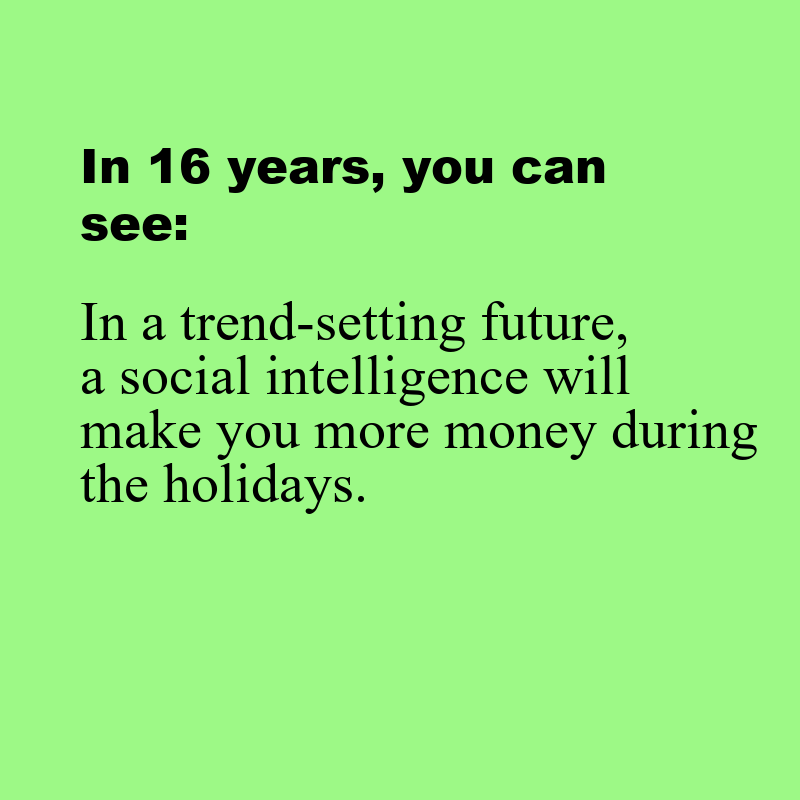 In 16 years, you can
see:
In a trend-setting future,
a social intelligence will
make you more money during
the holidays.